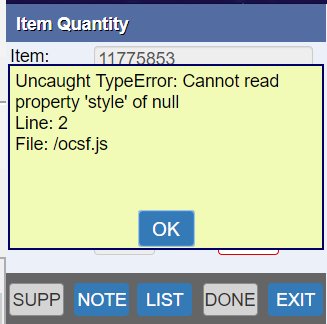 Item Quantity
Item: 11775853
Uncaught TypeError: Cannot read
property 'style' of null
Line: 2
File: /ocsf.js
OK
SUPP NOTE LIST DONE EXIT